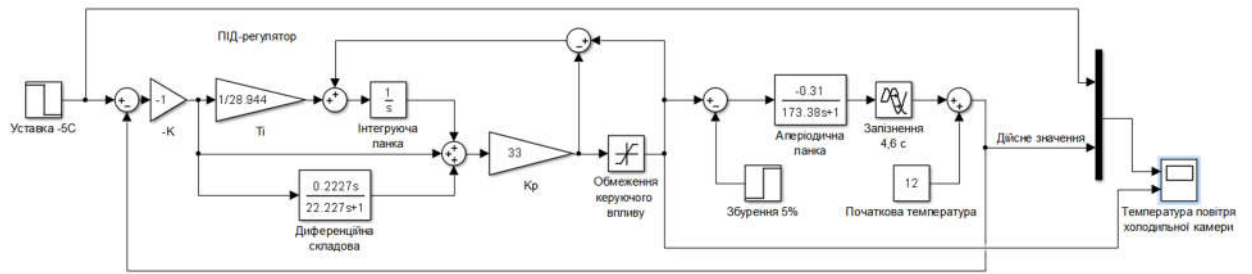 ПІД-регулятор
Уставка -5С
-1
-K
1/28.944
Ti
1
s
Інтегруюча
ланка
33
Kp
0.2227s
22.227s+1
Диференційна
складова
Обмеження
керуючого
впливу
-0.31
173.38s+1
Аперіодична
ланка
Збурення 5%
Запізнення
4,6 с
12
Початкова температура
Дійсне значення
Температура повітря
холодильної камери